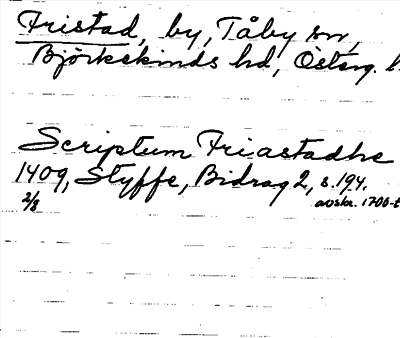 Fristad, by, Tåby sn,
Björkekinds hd, Österg. l.
Scriptum Friastadhe
1409, Styffe, Bidrag 2, s. 194.
2/8 avskr. 1700-t